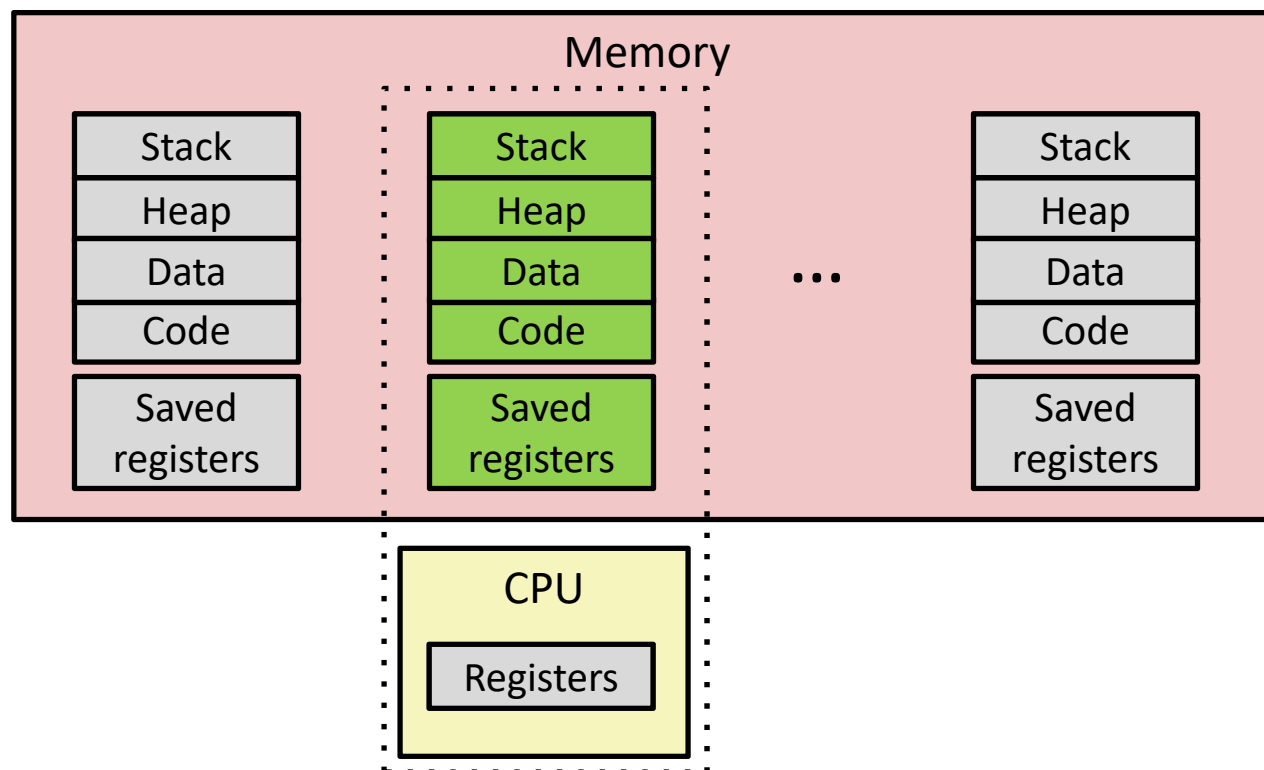 Memory
Stack
Heap
Data
Code
Saved
registers
Stack
Heap
Data
Code
Saved
registers
...
Stack
Heap
Data
Code
Saved
registers
CPU
Registers